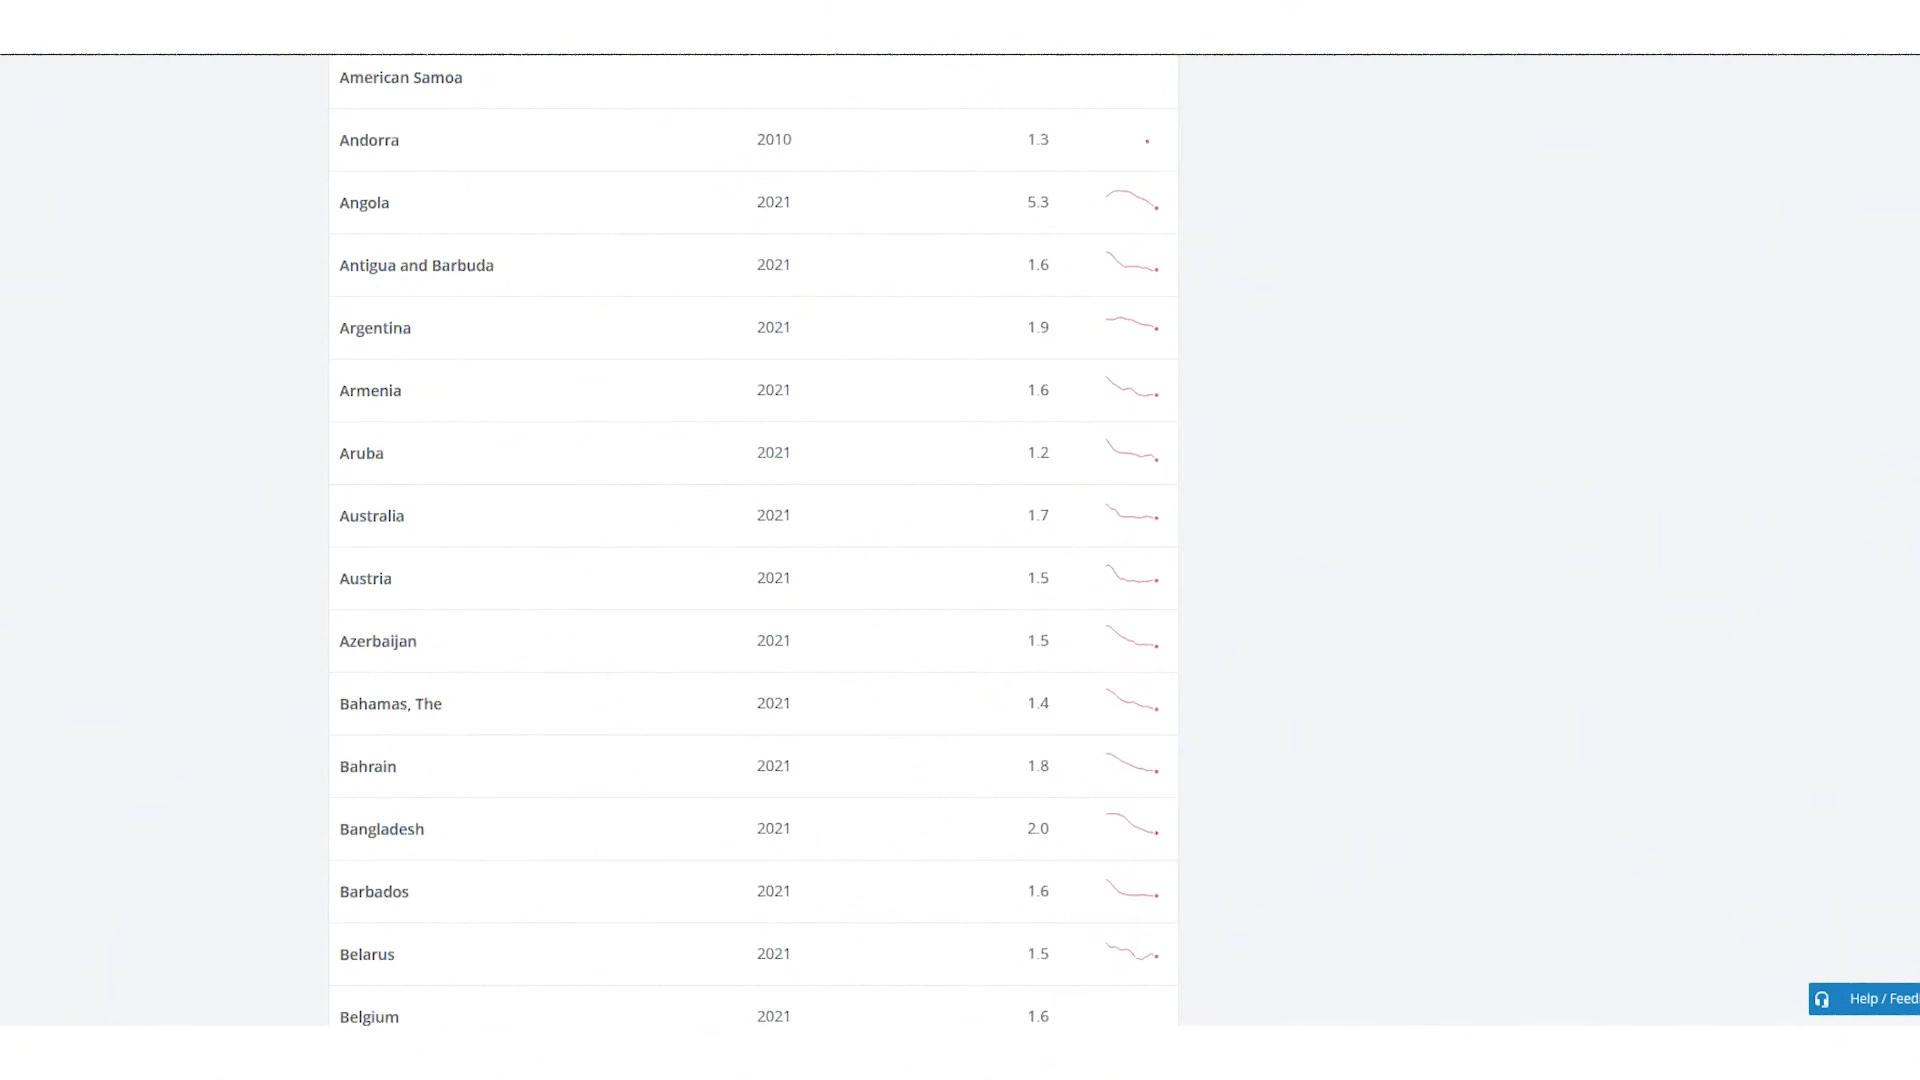 American Samoa
Andorra 2010 1.3
Angola 2021 5.3
Antigua and Barbuda 2021 1.6
Argentina 2021 1.9
Armenia 2021 1.6
Aruba 2021 1.2
Australia 2021 1.7
Austria 2021 1.5
Azerbaijan 2021 1.5
Bahamas, The 2021 1.4
Bahrain 2021 1.8
Bangladesh 2021 2.0
Barbados 2021 1.6
Belarus 2021 1.5
Help / Feed
Belgium 2021 1.6